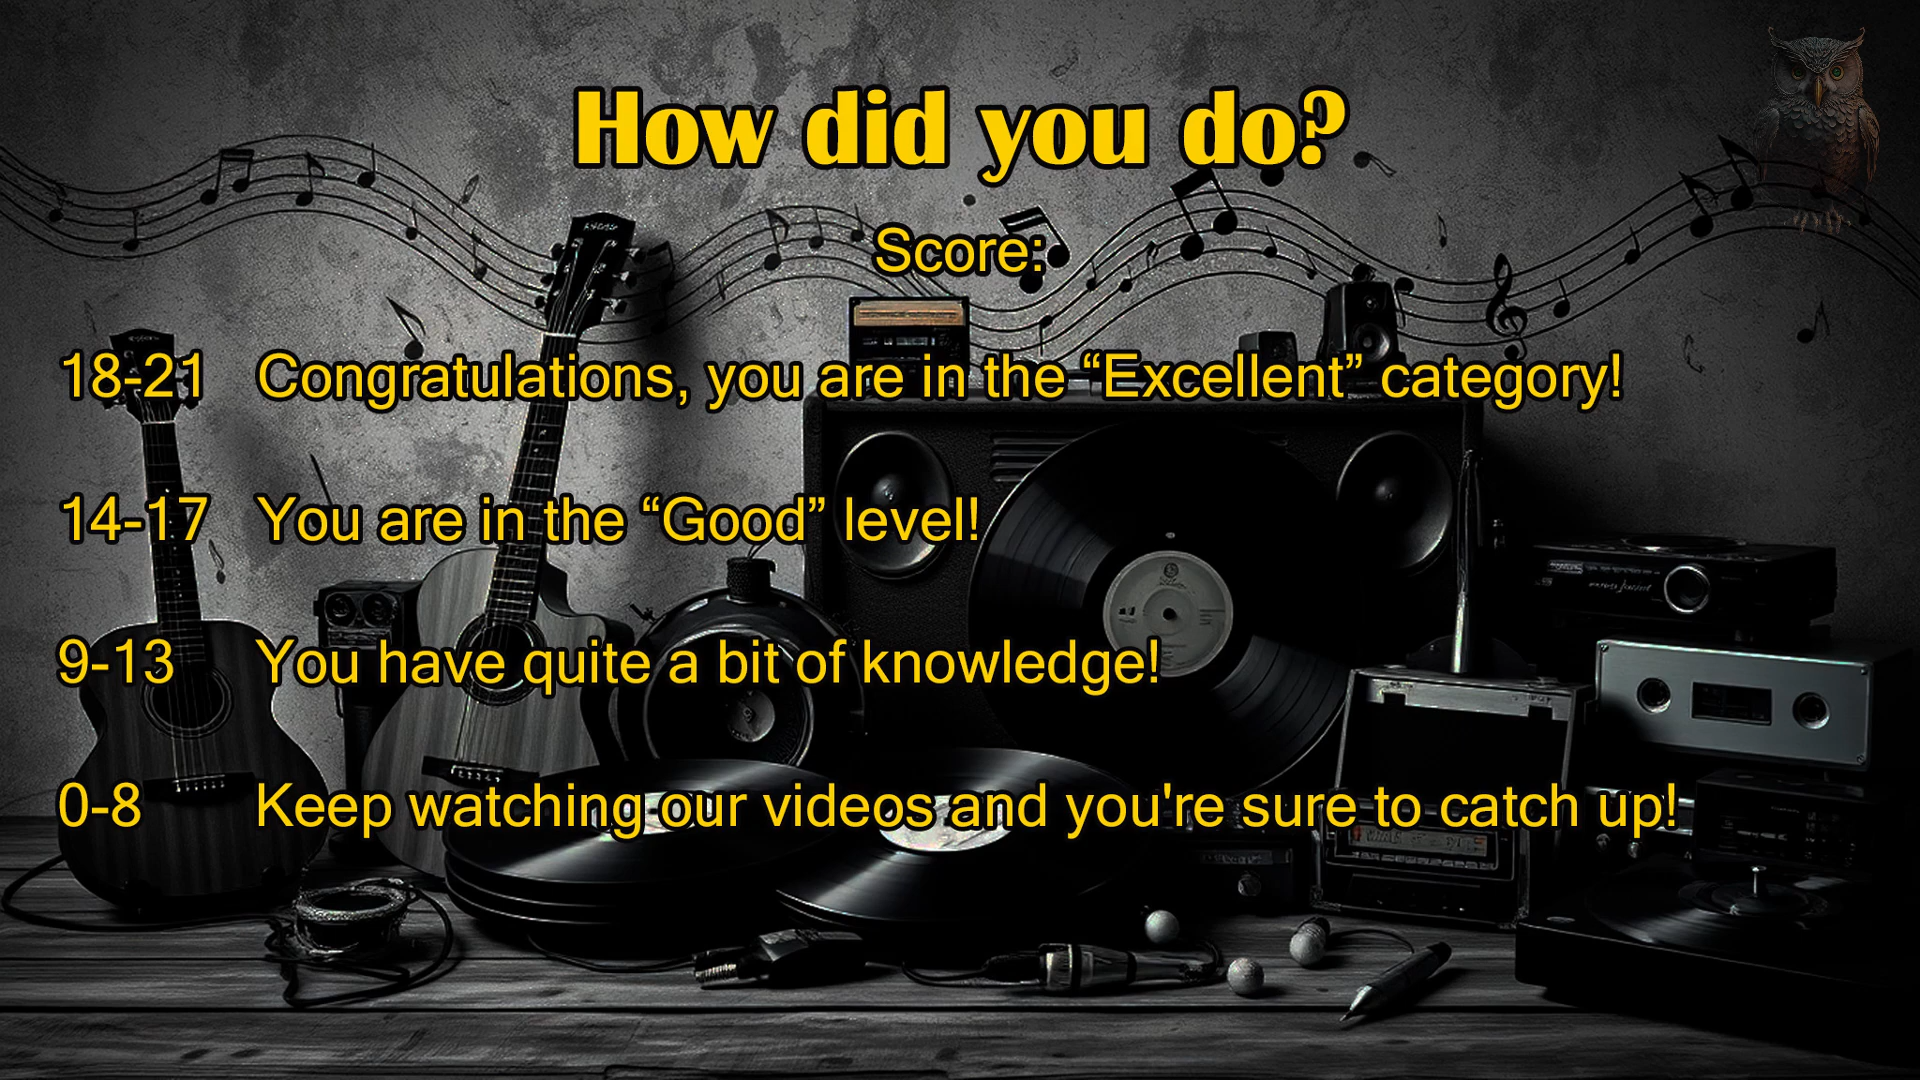 How did you do?
Score:
18-21 Congratulations, you are in the “Excellent” category!
14-17 You are in the “Good” level!
9-13 You have quite a bit of knowledge!
0-8 Keep watching our videos and you're sure to catch up!